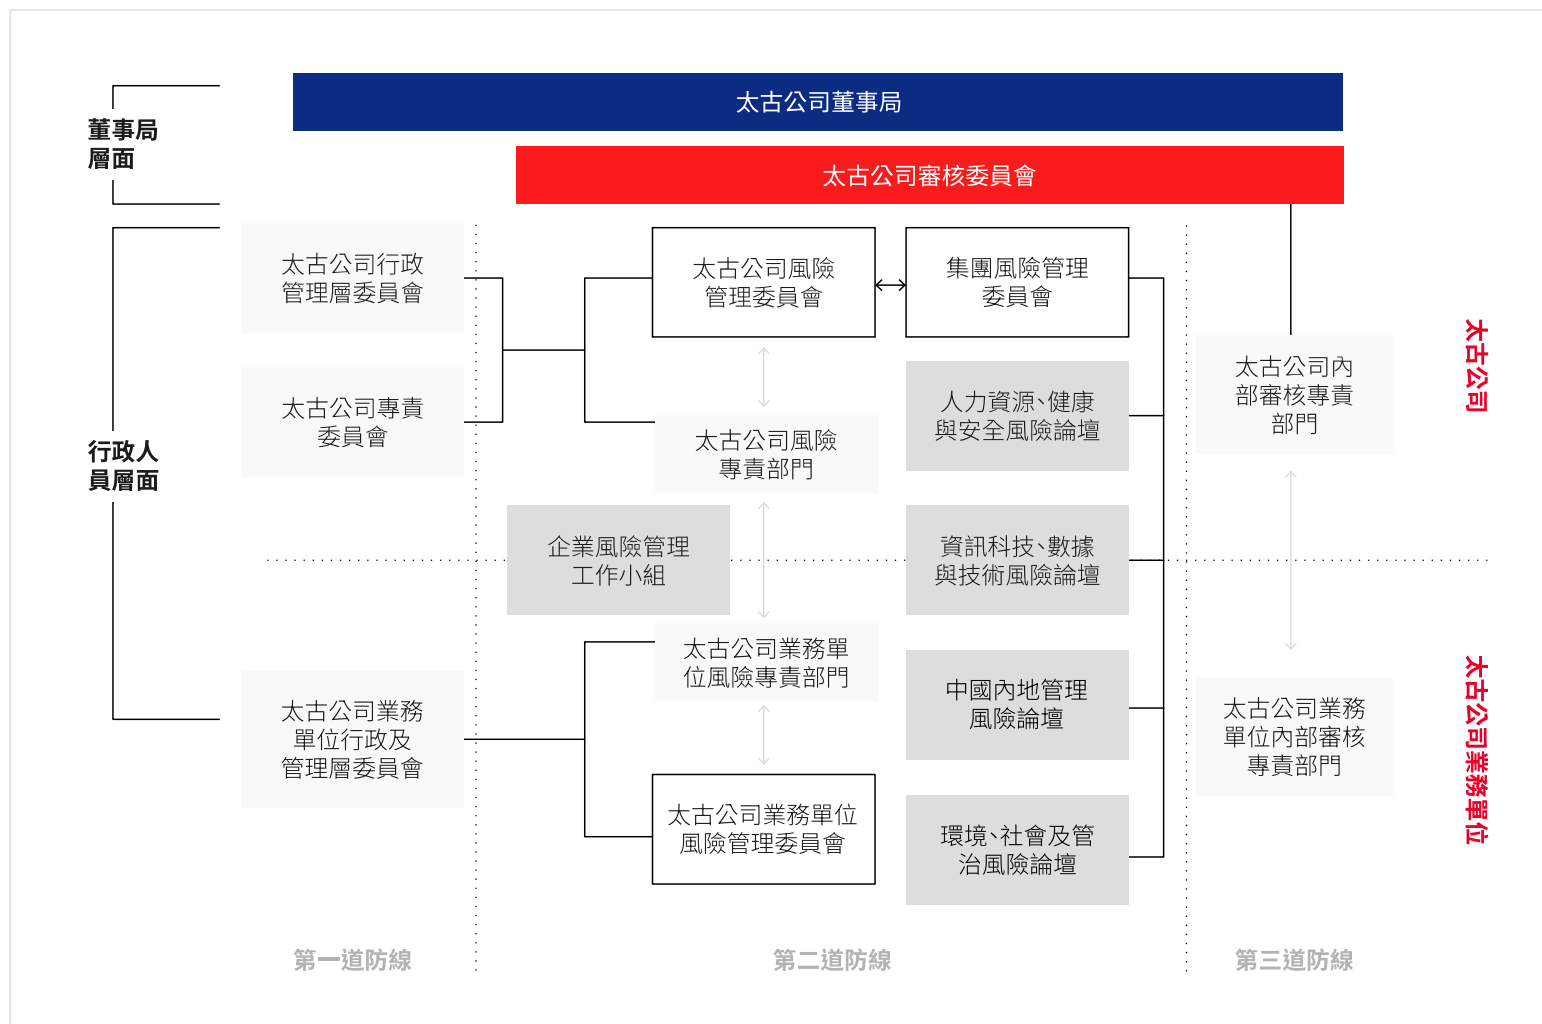 太古公司董事局
太古公司審核委員會
董事局
層面
太古公司行政
管理層委員會
太古公司專責
委員會
行政人
員層面
太古公司業務
單位行政及
管理層委員會
太古公司風險
管理委員會
太古公司風險
專責部門
企業風險管理
工作小組
太古公司業務單
位風險專責部門
太古公司業務單位
風險管理委員會
集團風險管理
委員會
人力資源、健康
與安全風險論壇
資訊科技、數據
與技術風險論壇
中國內地管理
風險論壇
環境、社會及管
治風險論壇
太古公司內
部審核專責
部門
太古公司業務
單位內部審核
專責部門
太古公司
太古公司業務單位
第一道防線
第二道防線
第三道防線